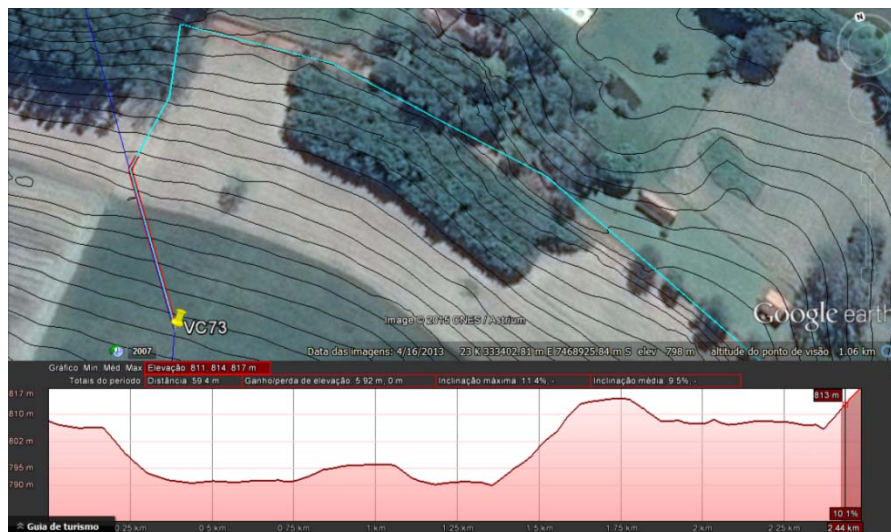 N
VC73
Image © 2015 CNES / Astrium
Google earth
2007
Data das imagens: 4/16/2013 23 K 333402.81 m E 7468925.84 m S elev 798 m altitude do ponto de visão 1.06 km
Gráfico Min Méd Max Elevação 811, 814, 817 m
Totais do período Distância 59.4 m Ganho/perda de elevação 5.92 m, 0 m Inclinação máxima 11.4%; - Inclinação média 9.5%; -
817 m
813 m
810 m
802 m
795 m
790 m
10.1%
Guia de turismo 0.25 km 0.5 km 0.75 km 1 km 1.25 km 1.5 km 1.75 km 2 km 2.25 km 2.44 km